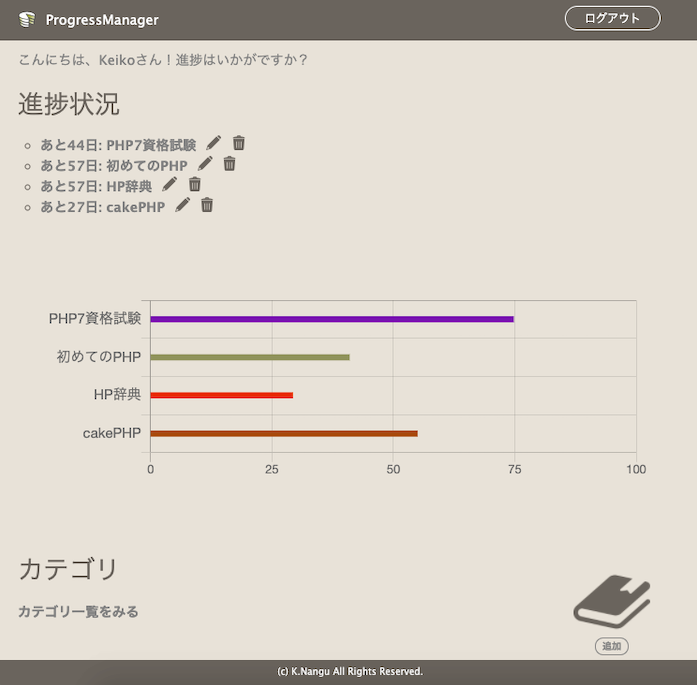 ProgressManager
ログアウト
こんにちは、Keikoさん！進捗はいかがですか？
進捗状況
あと44日: PHP7資格試験
あと57日: 初めてのPHP
あと57日: HP辞典
あと27日: cakePHP
PHP7資格試験
初めてのPHP
HP辞典
cakePHP
0 25 50 75 100
カテゴリ
カテゴリ一覧をみる
追加
(c) K.Nangu All Rights Reserved.